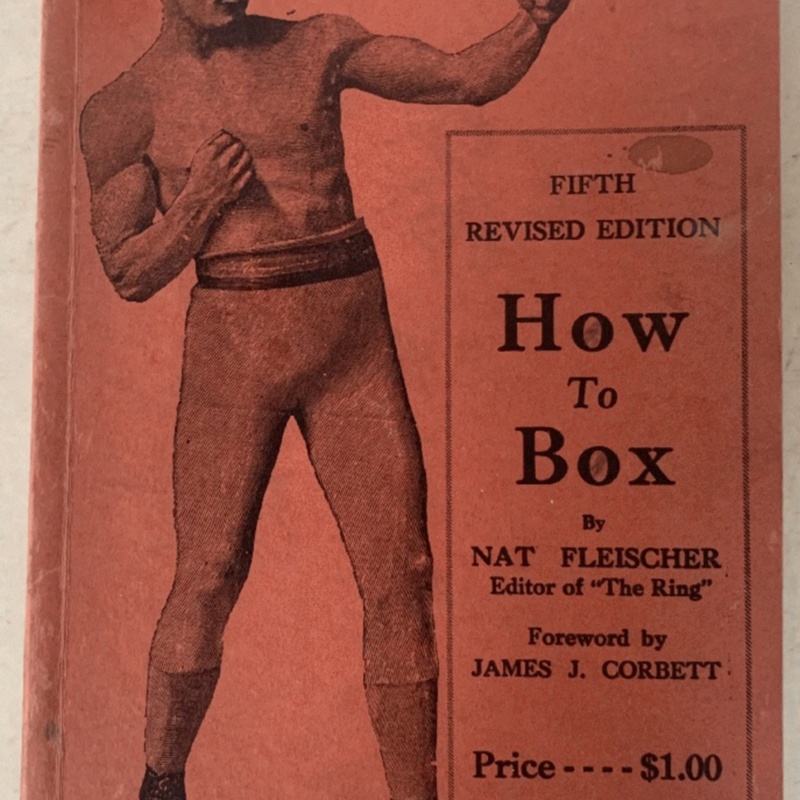 FIFTH
REVISED EDITION
How
To
Box
By
NAT FLEISCHER
Editor of "The Ring"
Foreword by
JAMES J. CORBETT
Price ---- $1.00